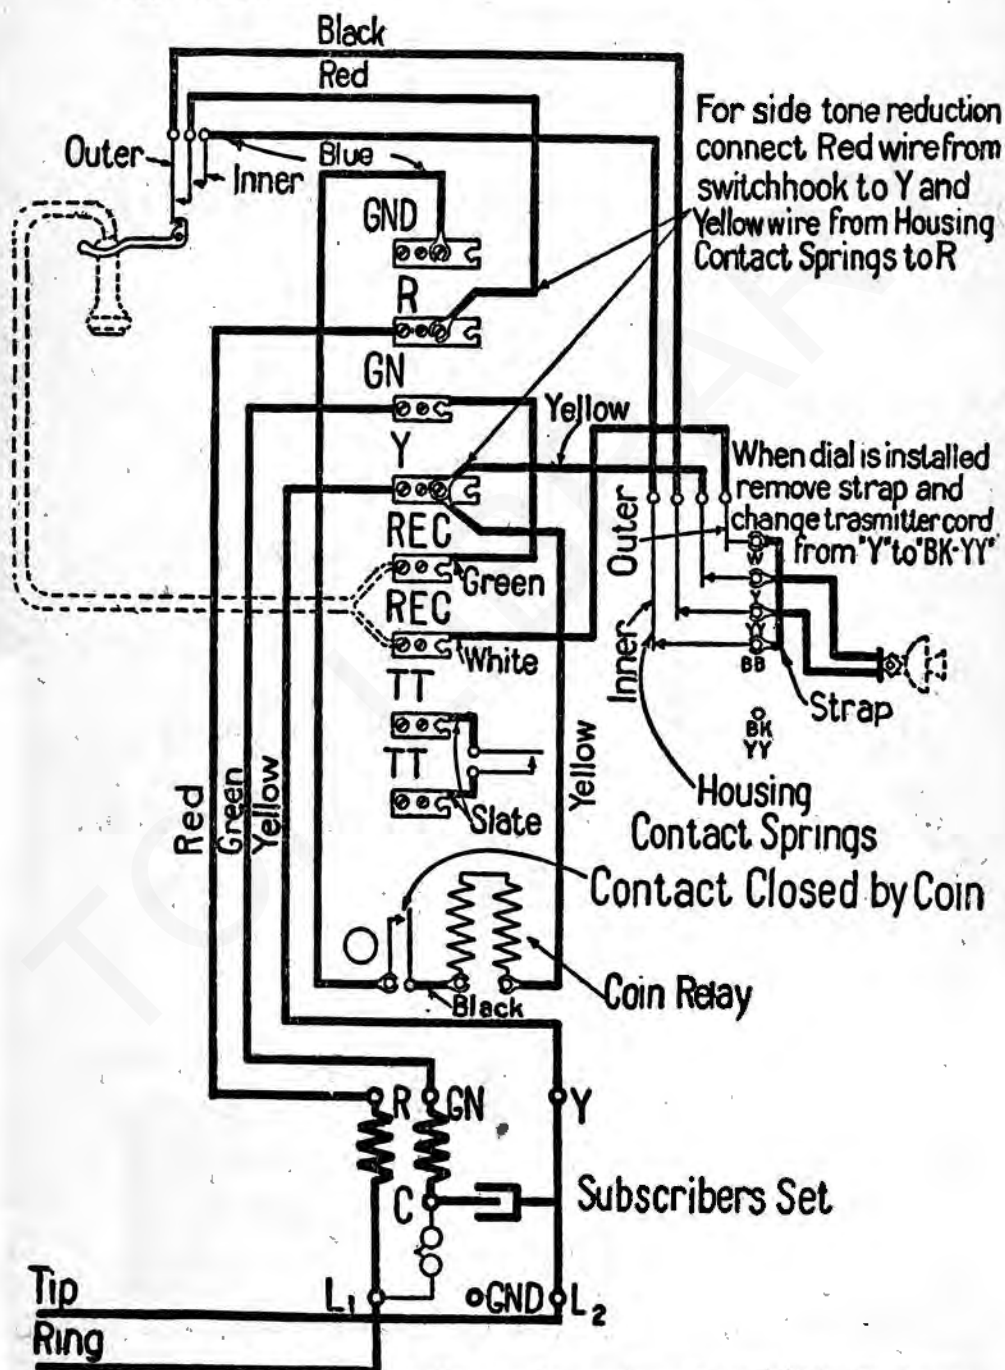 Black
Red
For side tone reduction
connect Red wire from
switchhook to Y and
Yellow wire from Housing
Contact Springs to R
Outer
Blue
Inner
GND
R
GN
Yellow
Y
When dial is installed
remove strap and
change trasmitter cord
from "Y" to "BK-YY"
Outer
REC
W
Green
Y
REC
YY
White
Inner
BB
TT
Strap
BK
YY
TT
Slate
Yellow
Housing
Contact Springs
Red
Green
Yellow
Contact Closed by Coin
Coin Relay
Black
R
GN
Y
C
Subscribers Set
Tip
L1
GND
L2
Ring